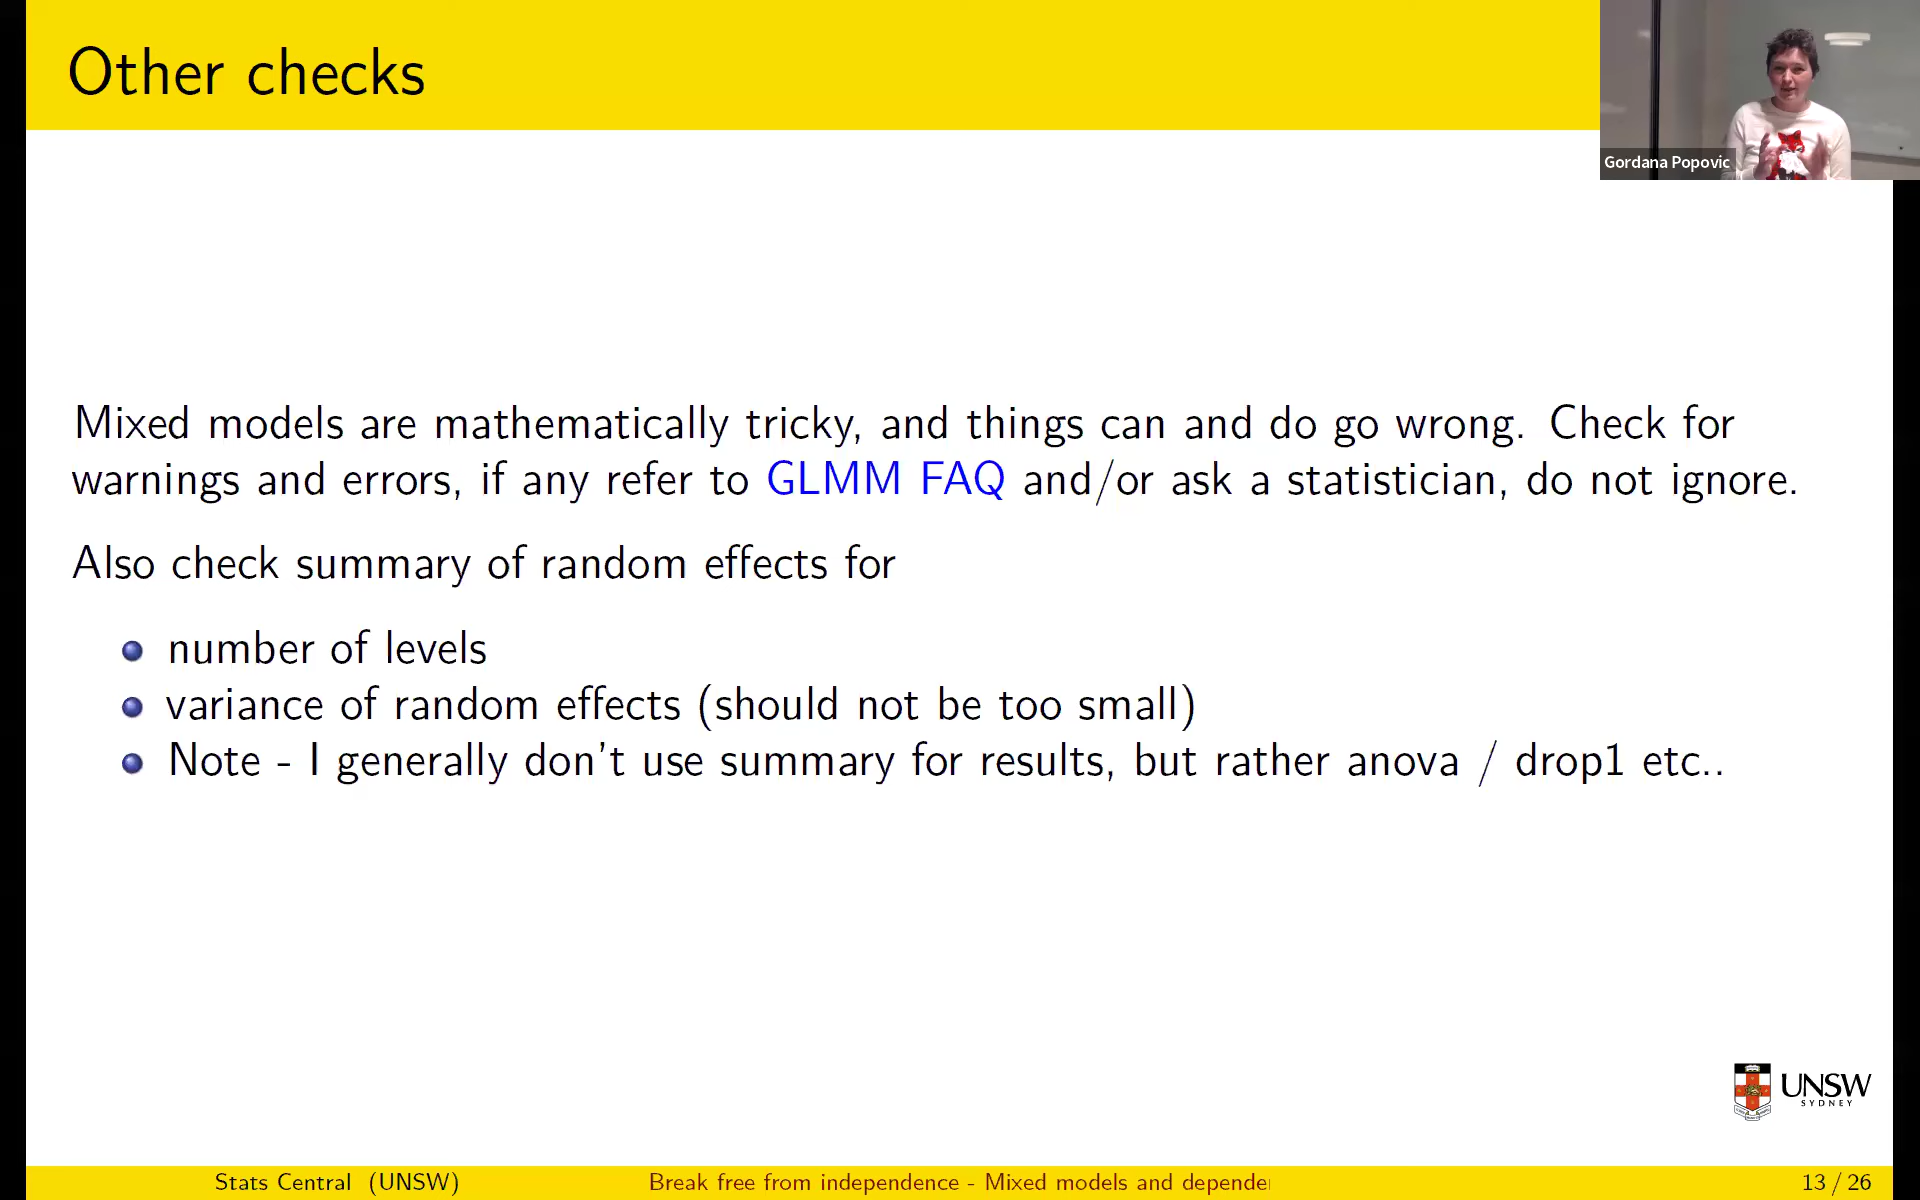 Other checks
Gordana Popovic
Mixed models are mathematically tricky, and things can and do go wrong. Check for
warnings and errors, if any refer to GLMM FAQ and/or ask a statistician, do not ignore.
Also check summary of random effects for
number of levels
variance of random effects (should not be too small)
Note - I generally don't use summary for results, but rather anova / drop1 etc..
UNSW
SYDNEY
Stats Central (UNSW)
Break free from independence - Mixed models and depende
13 / 26